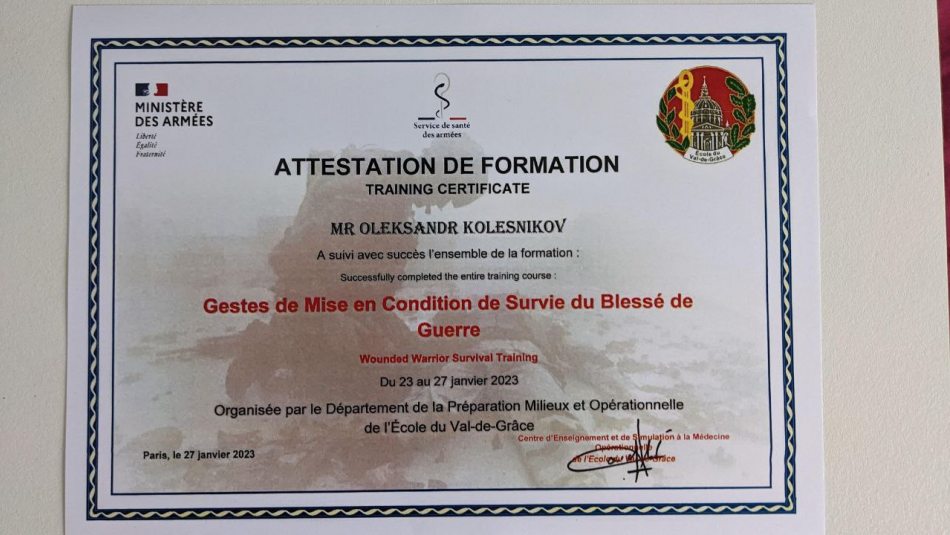 MINISTÈRE
DES ARMÉES
Liberté
Égalité
Fraternité
Service de santé
des armées
École du
Val-de-Grâce
ATTESTATION DE FORMATION
TRAINING CERTIFICATE
MR OLEKSANDR KOLESNIKOV
A suivi avec succès l'ensemble de la formation :
Successfully completed the entire training course :
Gestes de Mise en Condition de Survie du Blessé de
Guerre
Wounded Warrior Survival Training
Du 23 au 27 janvier 2023
Organisée par le Département de la Préparation Milieux et Opérationnelle
de l'École du Val-de-Grâce
Centre d'Enseignement et de Simulation à la Médecine
Opérationnelle
de l'Ecole du Val-de-Grâce
Paris, le 27 janvier 2023